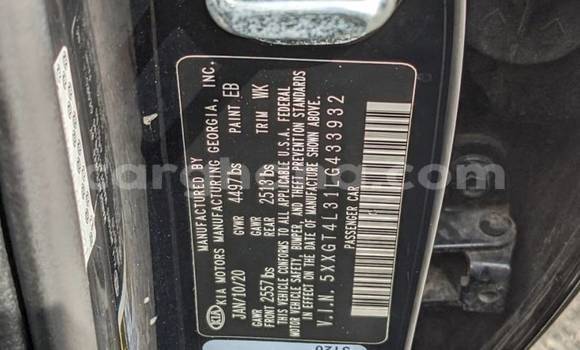 KIA
MANUFACTURED BY
KIA MOTORS MANUFACTURING GEORGIA, INC.
JAN/10/20 GVWR 4497lbs PAINT EB
GAWR FRONT 2557lbs GAWR REAR 2513lbs TRIM WK
THIS VEHICLE CONFORMS TO ALL APPLICABLE U.S.A. FEDERAL
MOTOR VEHICLE SAFETY, BUMPER, AND THEFT PREVENTION STANDARDS
IN EFFECT ON THE DATE OF MANUFACTURE SHOWN ABOVE.
V.I.N. 5XXGT4L31LG433932
PASSENGER CAR